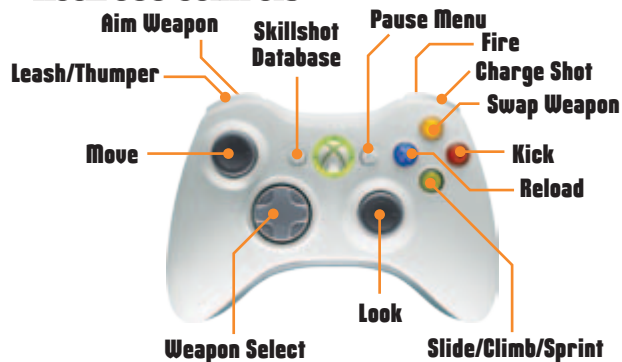 Aim Weapon
Skillshot
Database
Pause Menu
Fire
Leash/Thumper
Charge Shot
Swap Weapon
Move
Kick
Reload
Look
Weapon Select
Slide/Climb/Sprint